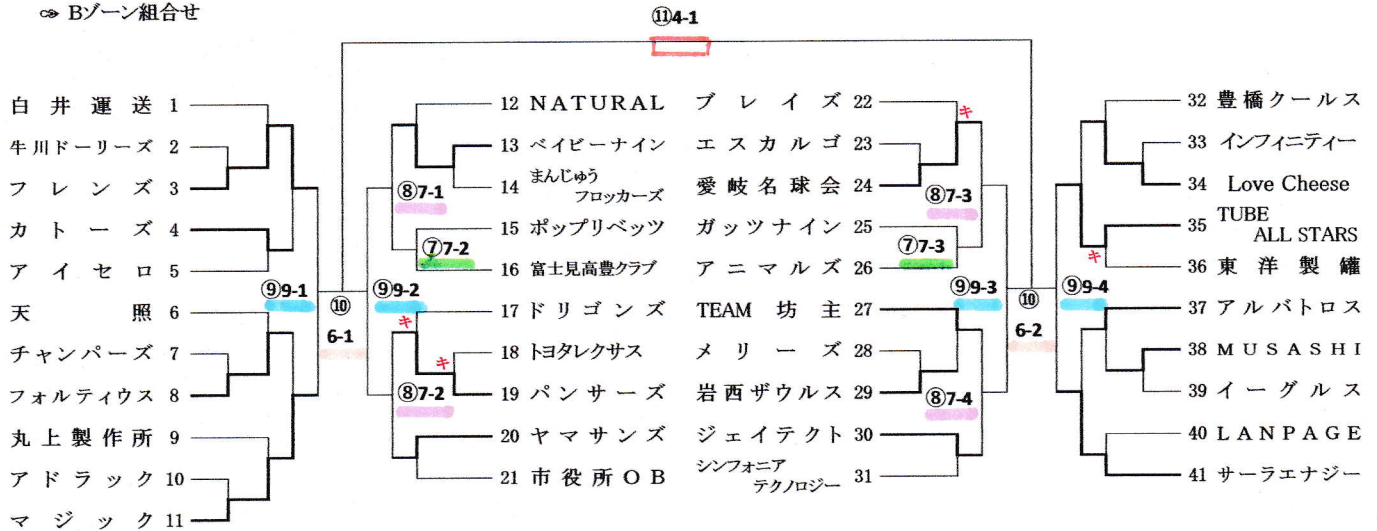 Bゾーン組合せ
⑪4-1
白井運送 1
牛川ドーリーズ 2
フレンズ 3
カトーズ 4
アイセロ 5
天照 6
チャンパーズ 7
フォルティウス 8
丸上製作所 9
アドラック 10
マジック 11
⑨9-1
⑩
6-1
⑨9-2
12 NATURAL
13 ベイビーナイン
14 まんじゅう
フロッカーズ
⑧7-1
15 ポップリベッツ
⑦7-2
16 富士見高豊クラブ
17 ドリゴンズ
キ
18 トヨタレクサス
キ
19 パンサーズ
⑧7-2
20 ヤマサンズ
21 市役所OB
ブレイズ 22
キ
エスカルゴ 23
愛岐名球会 24
⑧7-3
ガッツナイン 25
⑦7-3
アニマルズ 26
TEAM坊主 27
メリーズ 28
岩西ザウルス 29
⑧7-4
ジェイテクト 30
シンフォニア
テクノロジー 31
⑨9-3
⑩
6-2
⑨9-4
32 豊橋クールス
33 インフィニティー
34 Love Cheese
35 TUBE
ALL STARS
キ
36 東洋製罐
37 アルバトロス
38 MUSASHI
39 イーグルス
40 LANPAGE
41 サーラエナジー